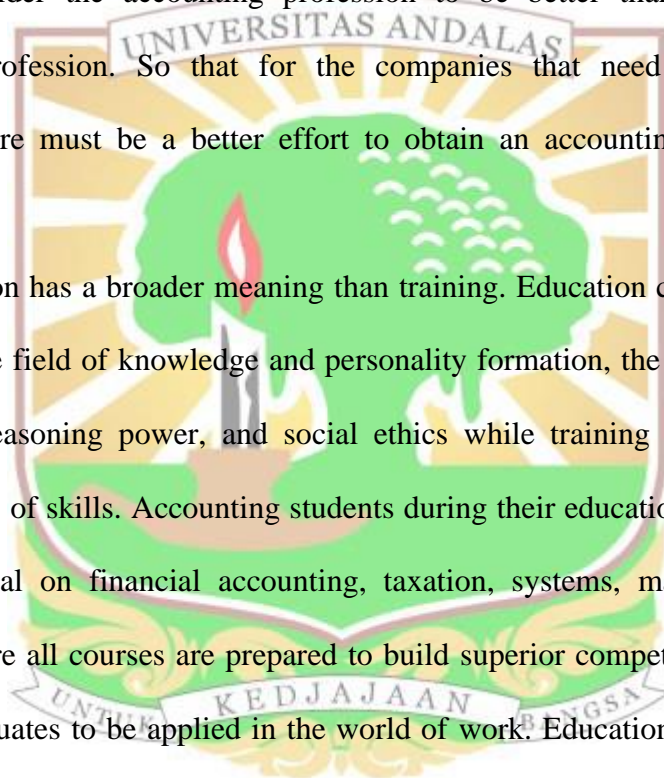 the accounting profession to be better than
UNIVERSITAS ANDALAS
rofession. So that for the companies that need
re must be a better effort to obtain an accountin
on has a broader meaning than training. Education c
e field of knowledge and personality formation, the
easoning power, and social ethics while training
of skills. Accounting students during their educatio
al on financial accounting, taxation, systems, m
re all courses are prepared to build superior compet
UNTUK KEDJAJAAN BANGSA
uates to be applied in the world of work. Education